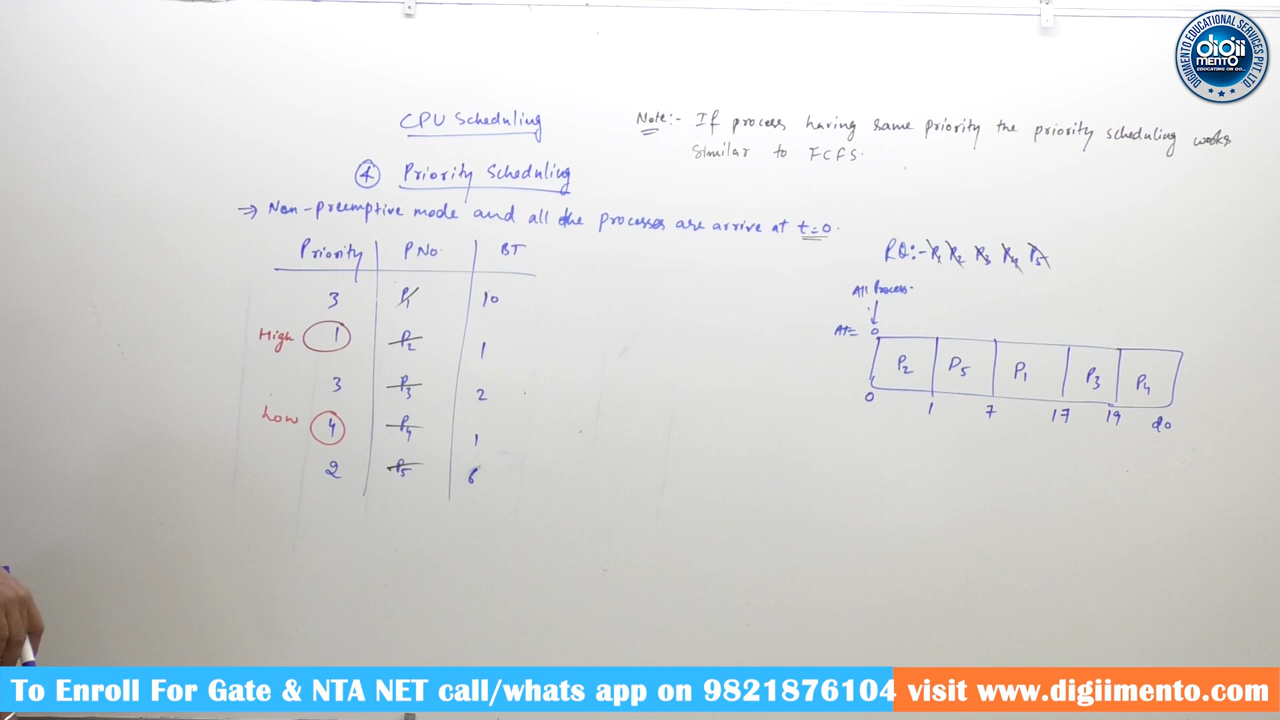 DIGIIMENTO EDUCATIONAL SERVICES PVT LTD
digiii
MENTO
EDUCATING ON GO...
CPU Scheduling
Note:- If process having same priority the priority scheduling works
Similar to FCFS.
4 Priority Scheduling
⇒ Non-preemptive mode and all the processes are arrive at t=0.
Priority P No. BT
3 P1 10
High 1 P2 1
3 P3 2
Low 4 P4 1
2 P5 6
RQ:- P1 P2 P3 P4 P5
All Process.
At= 0
P2 P5 P1 P3 P4
0 1 7 17 19 20
To Enroll For Gate & NTA NET call/whats app on 9821876104 visit www.digiimento.com